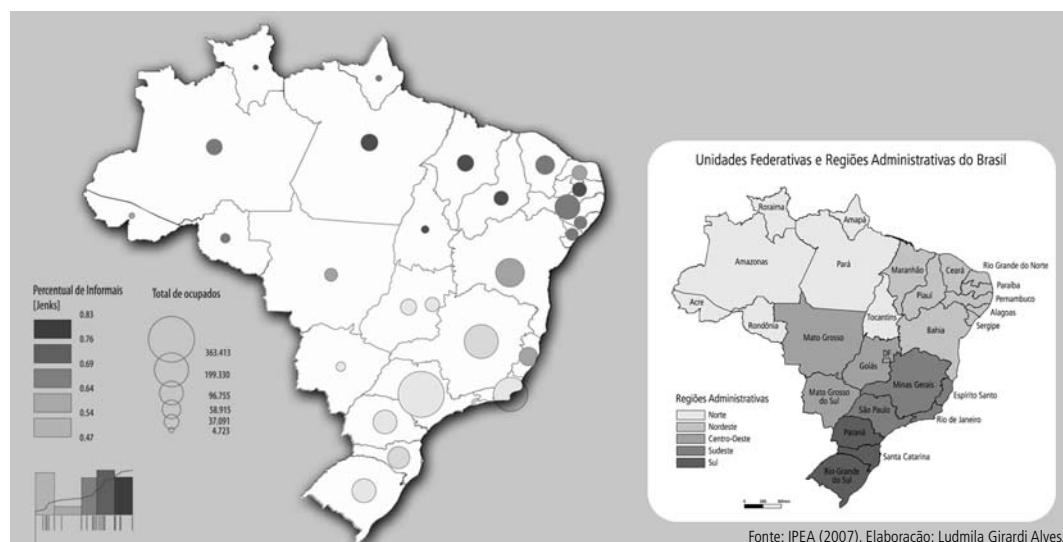 Percentual de Informais
[Jenks]
0.83
0.76
0.69
0.64
0.54
0.47
Total de ocupados
363.413
199.330
96.755
58.915
37.091
4.723
Unidades Federativas e Regiões Administrativas do Brasil
Roraima
Amapá
Amazonas
Pará
Maranhão
Ceará
Rio Grande do Norte
Paraíba
Pernambuco
Alagoas
Sergipe
Piauí
Acre
Rondônia
Tocantins
Bahia
Mato Grosso
DF
Goiás
Minas Gerais
Mato Grosso
do Sul
Espírito Santo
São Paulo
Rio de Janeiro
Paraná
Santa Catarina
Rio Grande
do Sul
Regiões Administrativas
Norte
Nordeste
Centro-Oeste
Sudeste
Sul
Fonte: IPEA (2007). Elaboração: Ludmila Girardi Alves